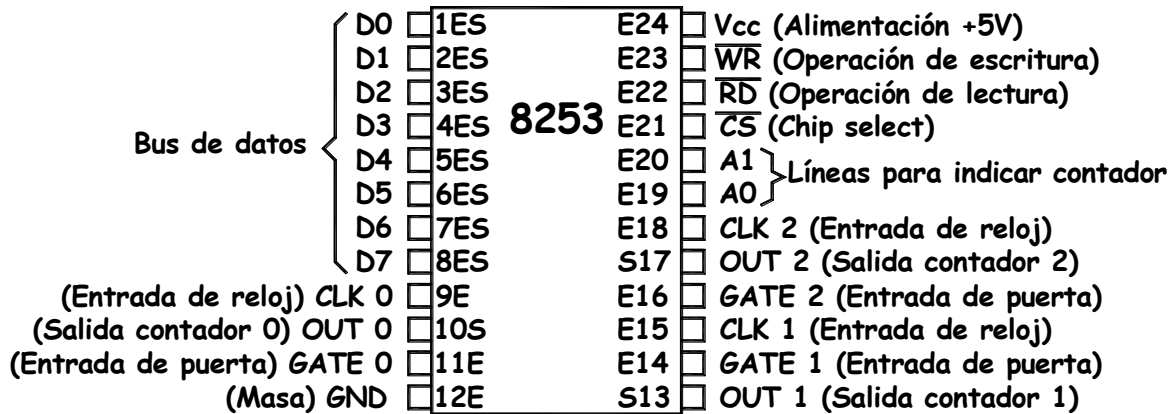 D0 1ES E24 Vcc (Alimentación +5V)
D1 2ES E23 WR (Operación de escritura)
D2 3ES E22 RD (Operación de lectura)
D3 4ES 8253 E21 CS (Chip select)
Bus de datos
D4 5ES E20 A1
Líneas para indicar contador
D5 6ES E19 A0
D6 7ES E18 CLK 2 (Entrada de reloj)
D7 8ES S17 OUT 2 (Salida contador 2)
(Entrada de reloj) CLK 0 9E E16 GATE 2 (Entrada de puerta)
(Salida contador 0) OUT 0 10S E15 CLK 1 (Entrada de reloj)
(Entrada de puerta) GATE 0 11E E14 GATE 1 (Entrada de puerta)
(Masa) GND 12E S13 OUT 1 (Salida contador 1)